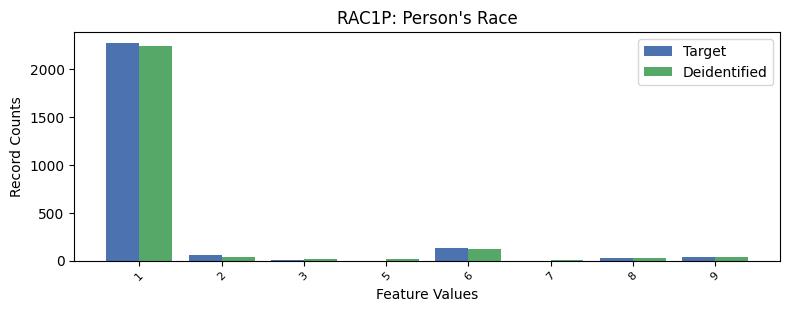 RAC1P: Person's Race
Target
Deidentified
Record Counts
2000
1500
1000
500
0
1 2 3 5 6 7 8 9
Feature Values